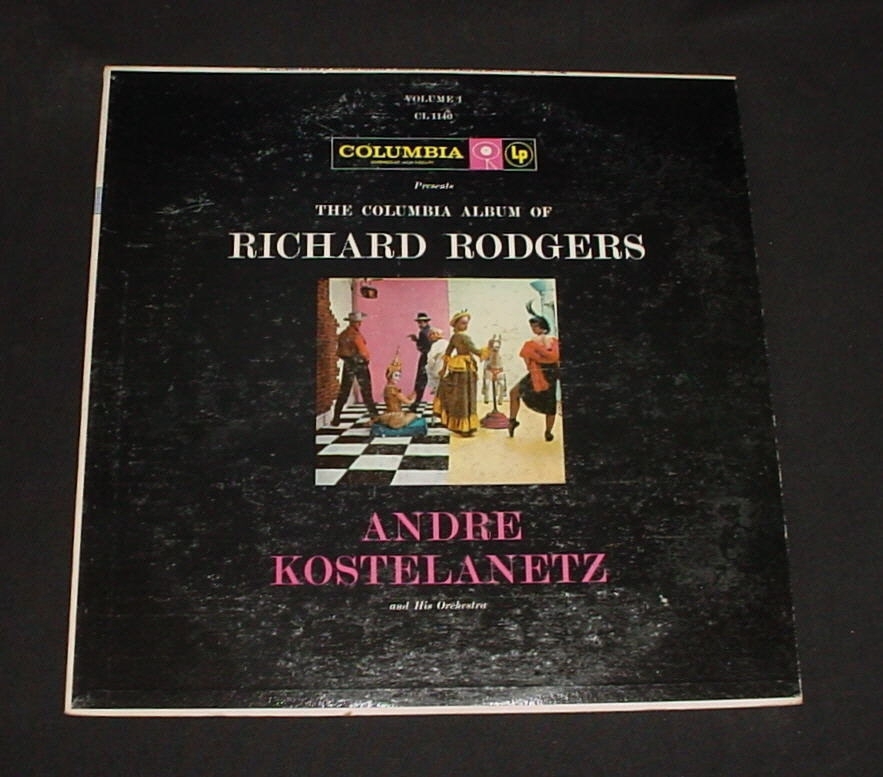 VOLUME 1
CL 1140
COLUMBIA Lp
Presents
THE COLUMBIA ALBUM OF
RICHARD RODGERS
ANDRE
KOSTELANETZ
and His Orchestra